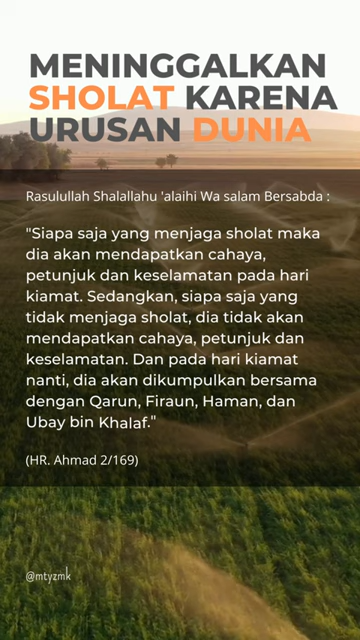 MENINGGALKAN
SHOLAT KARENA
URUSAN DUNIA
Rasulullah Shalallahu 'alaihi Wa salam Bersabda :
"Siapa saja yang menjaga sholat maka
dia akan mendapatkan cahaya,
petunjuk dan keselamatan pada hari
kiamat. Sedangkan, siapa saja yang
tidak menjaga sholat, dia tidak akan
mendapatkan cahaya, petunjuk dan
keselamatan. Dan pada hari kiamat
nanti, dia akan dikumpulkan bersama
dengan Qarun, Firaun, Haman, dan
Ubay bin Khalaf."
(HR. Ahmad 2/169)
@mtyzmk